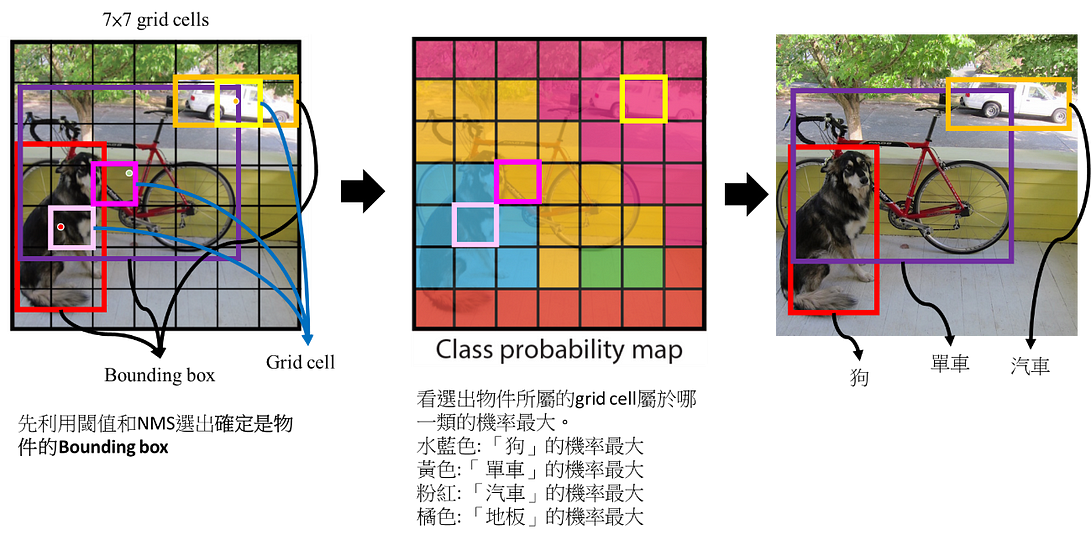 7×7 grid cells
Bounding box
Grid cell
先利用閾值和NMS選出確定是物
件的Bounding box
Class probability map
看選出物件所屬的grid cell屬於哪
一類的機率最大。
水藍色:「狗」的機率最大
黃色:「單車」的機率最大
粉紅:「汽車」的機率最大
橘色:「地板」的機率最大
狗
單車
汽車